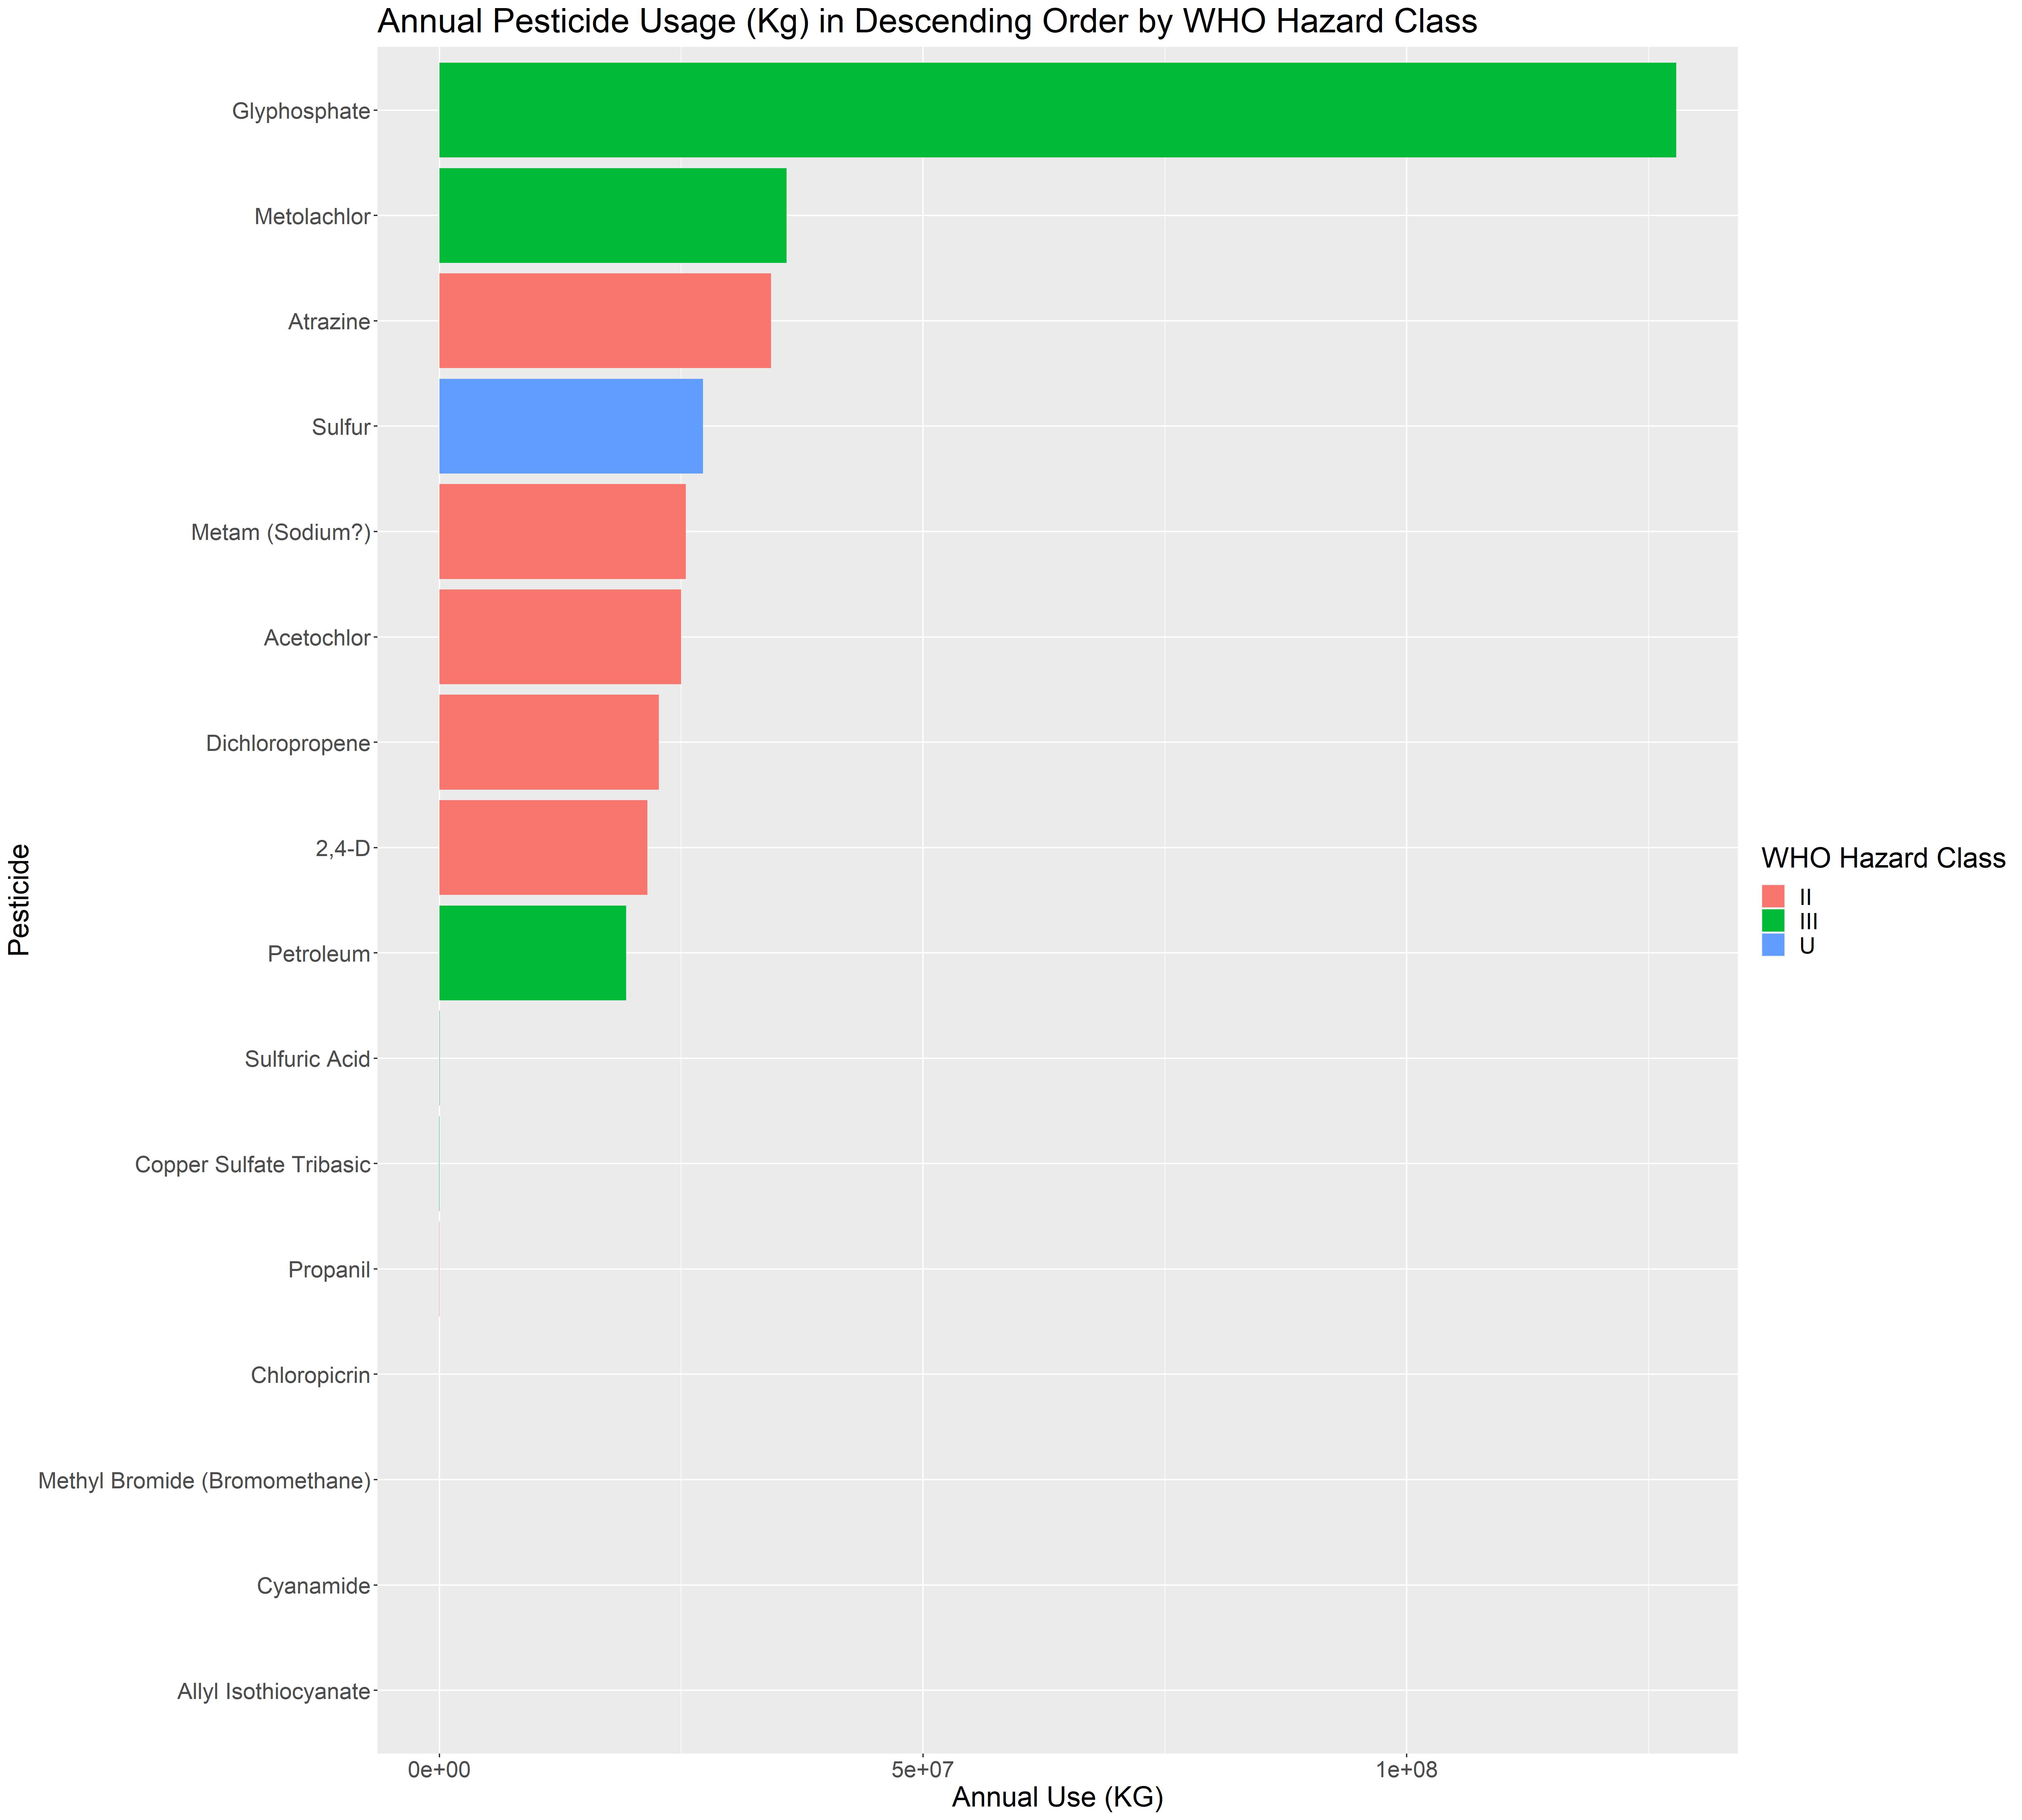 Annual Pesticide Usage (Kg) in Descending Order by WHO Hazard Class
Glyphosphate
Metolachlor
Atrazine
Sulfur
Metam (Sodium?)
Acetochlor
Dichloropropene
2,4-D
Petroleum
Sulfuric Acid
Copper Sulfate Tribasic
Propanil
Chloropicrin
Methyl Bromide (Bromomethane)
Cyanamide
Allyl Isothiocyanate
Pesticide
0e+00
5e+07
1e+08
Annual Use (KG)
WHO Hazard Class
II
III
U